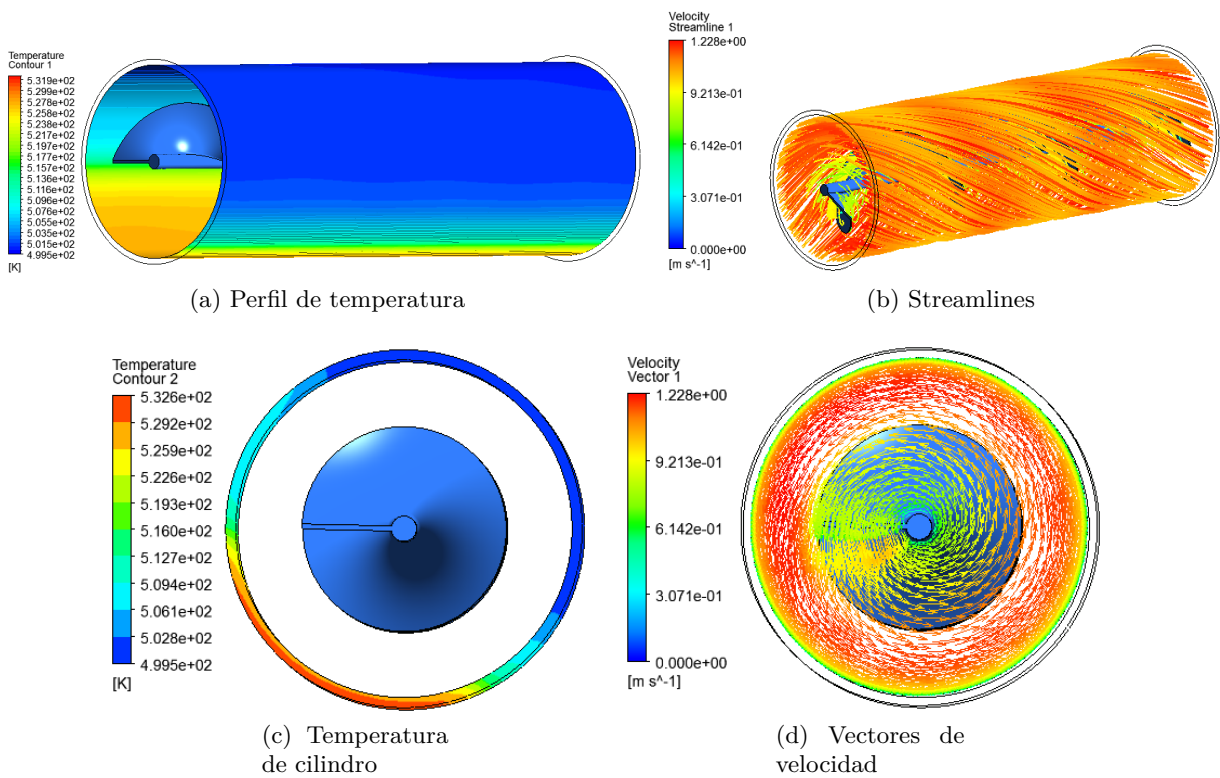 Temperature
Contour 1
5.319e+02
5.299e+02
5.278e+02
5.258e+02
5.238e+02
5.217e+02
5.197e+02
5.177e+02
5.157e+02
5.136e+02
5.116e+02
5.096e+02
5.076e+02
5.055e+02
5.035e+02
5.015e+02
4.995e+02
[K]
(a) Perfil de temperatura
Velocity
Streamline 1
1.228e+00
9.213e-01
6.142e-01
3.071e-01
0.000e+00
[m s^-1]
(b) Streamlines
Temperature
Contour 2
5.326e+02
5.292e+02
5.259e+02
5.226e+02
5.193e+02
5.160e+02
5.127e+02
5.094e+02
5.061e+02
5.028e+02
4.995e+02
[K]
(c) Temperatura
de cilindro
Velocity
Vector 1
1.228e+00
9.213e-01
6.142e-01
3.071e-01
0.000e+00
[m s^-1]
(d) Vectores de
velocidad